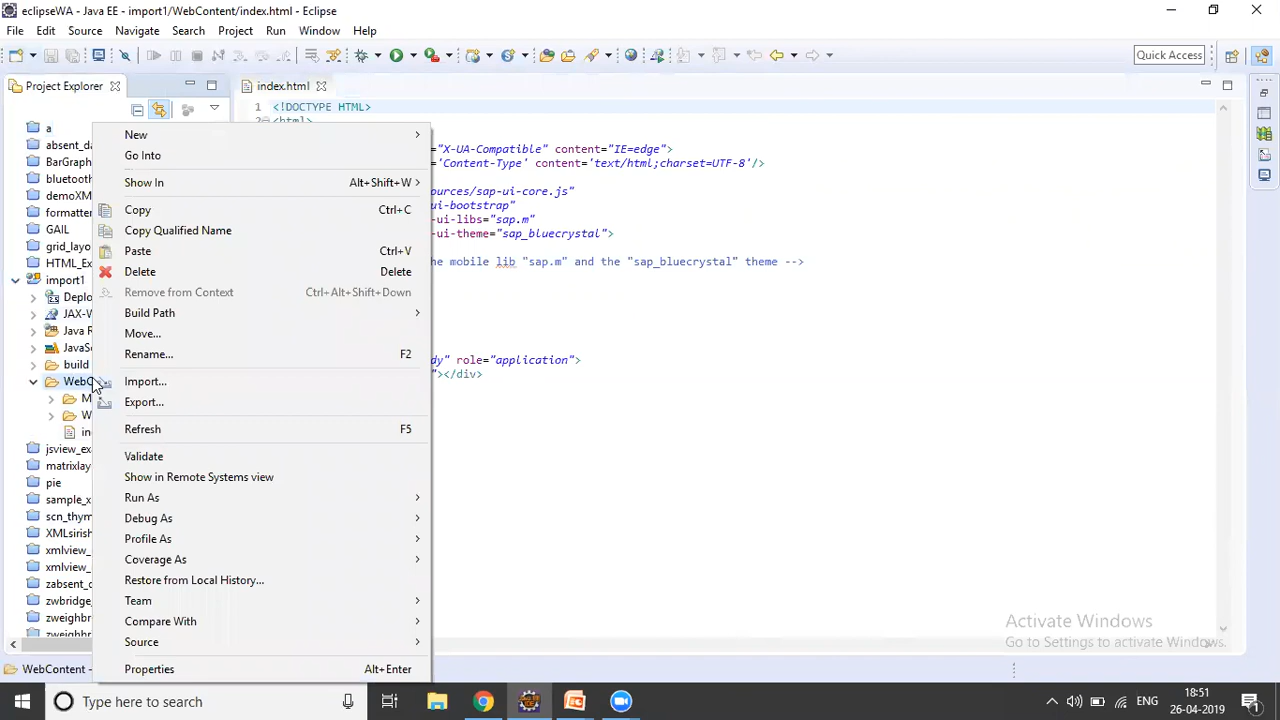 eclipseWA - Java EE - import1/WebContent/index.html - Eclipse
File Edit Source Navigate Search Project Run Window Help
Quick Access
Project Explorer
index.html
1 <!DOCTYPE HTML>
2 <html>
="X-UA-Compatible" content="IE=edge">
='Content-Type' content='text/html;charset=UTF-8'/>
ources/sap-ui-core.js"
ui-bootstrap"
-ui-libs="sap.m"
-ui-theme="sap_bluecrystal">
he mobile lib "sap.m" and the "sap_bluecrystal" theme -->
dy" role="application">
"></div>
a
absent_da
BarGraph
bluetooth
demoXM
formatter
GAIL
grid_layo
HTML_Ex
import1
Deplo
JAX-W
Java R
JavaSc
build
WebC
M
W
in
jsview_ex
matrixlay
pie
sample_x
scn_thym
XMLsirish
xmlview_
xmlview_
zabsent_c
zwbridge_
zweighbr
zweighbr
New
Go Into
Show In Alt+Shift+W
Copy Ctrl+C
Copy Qualified Name
Paste Ctrl+V
Delete Delete
Remove from Context Ctrl+Alt+Shift+Down
Build Path
Move...
Rename... F2
Import...
Export...
Refresh F5
Validate
Show in Remote Systems view
Run As
Debug As
Profile As
Coverage As
Restore from Local History...
Team
Compare With
Source
Properties Alt+Enter
Activate Windows
Go to Settings to activate Windows.
WebContent -
Type here to search
ENG
18:51
26-04-2019